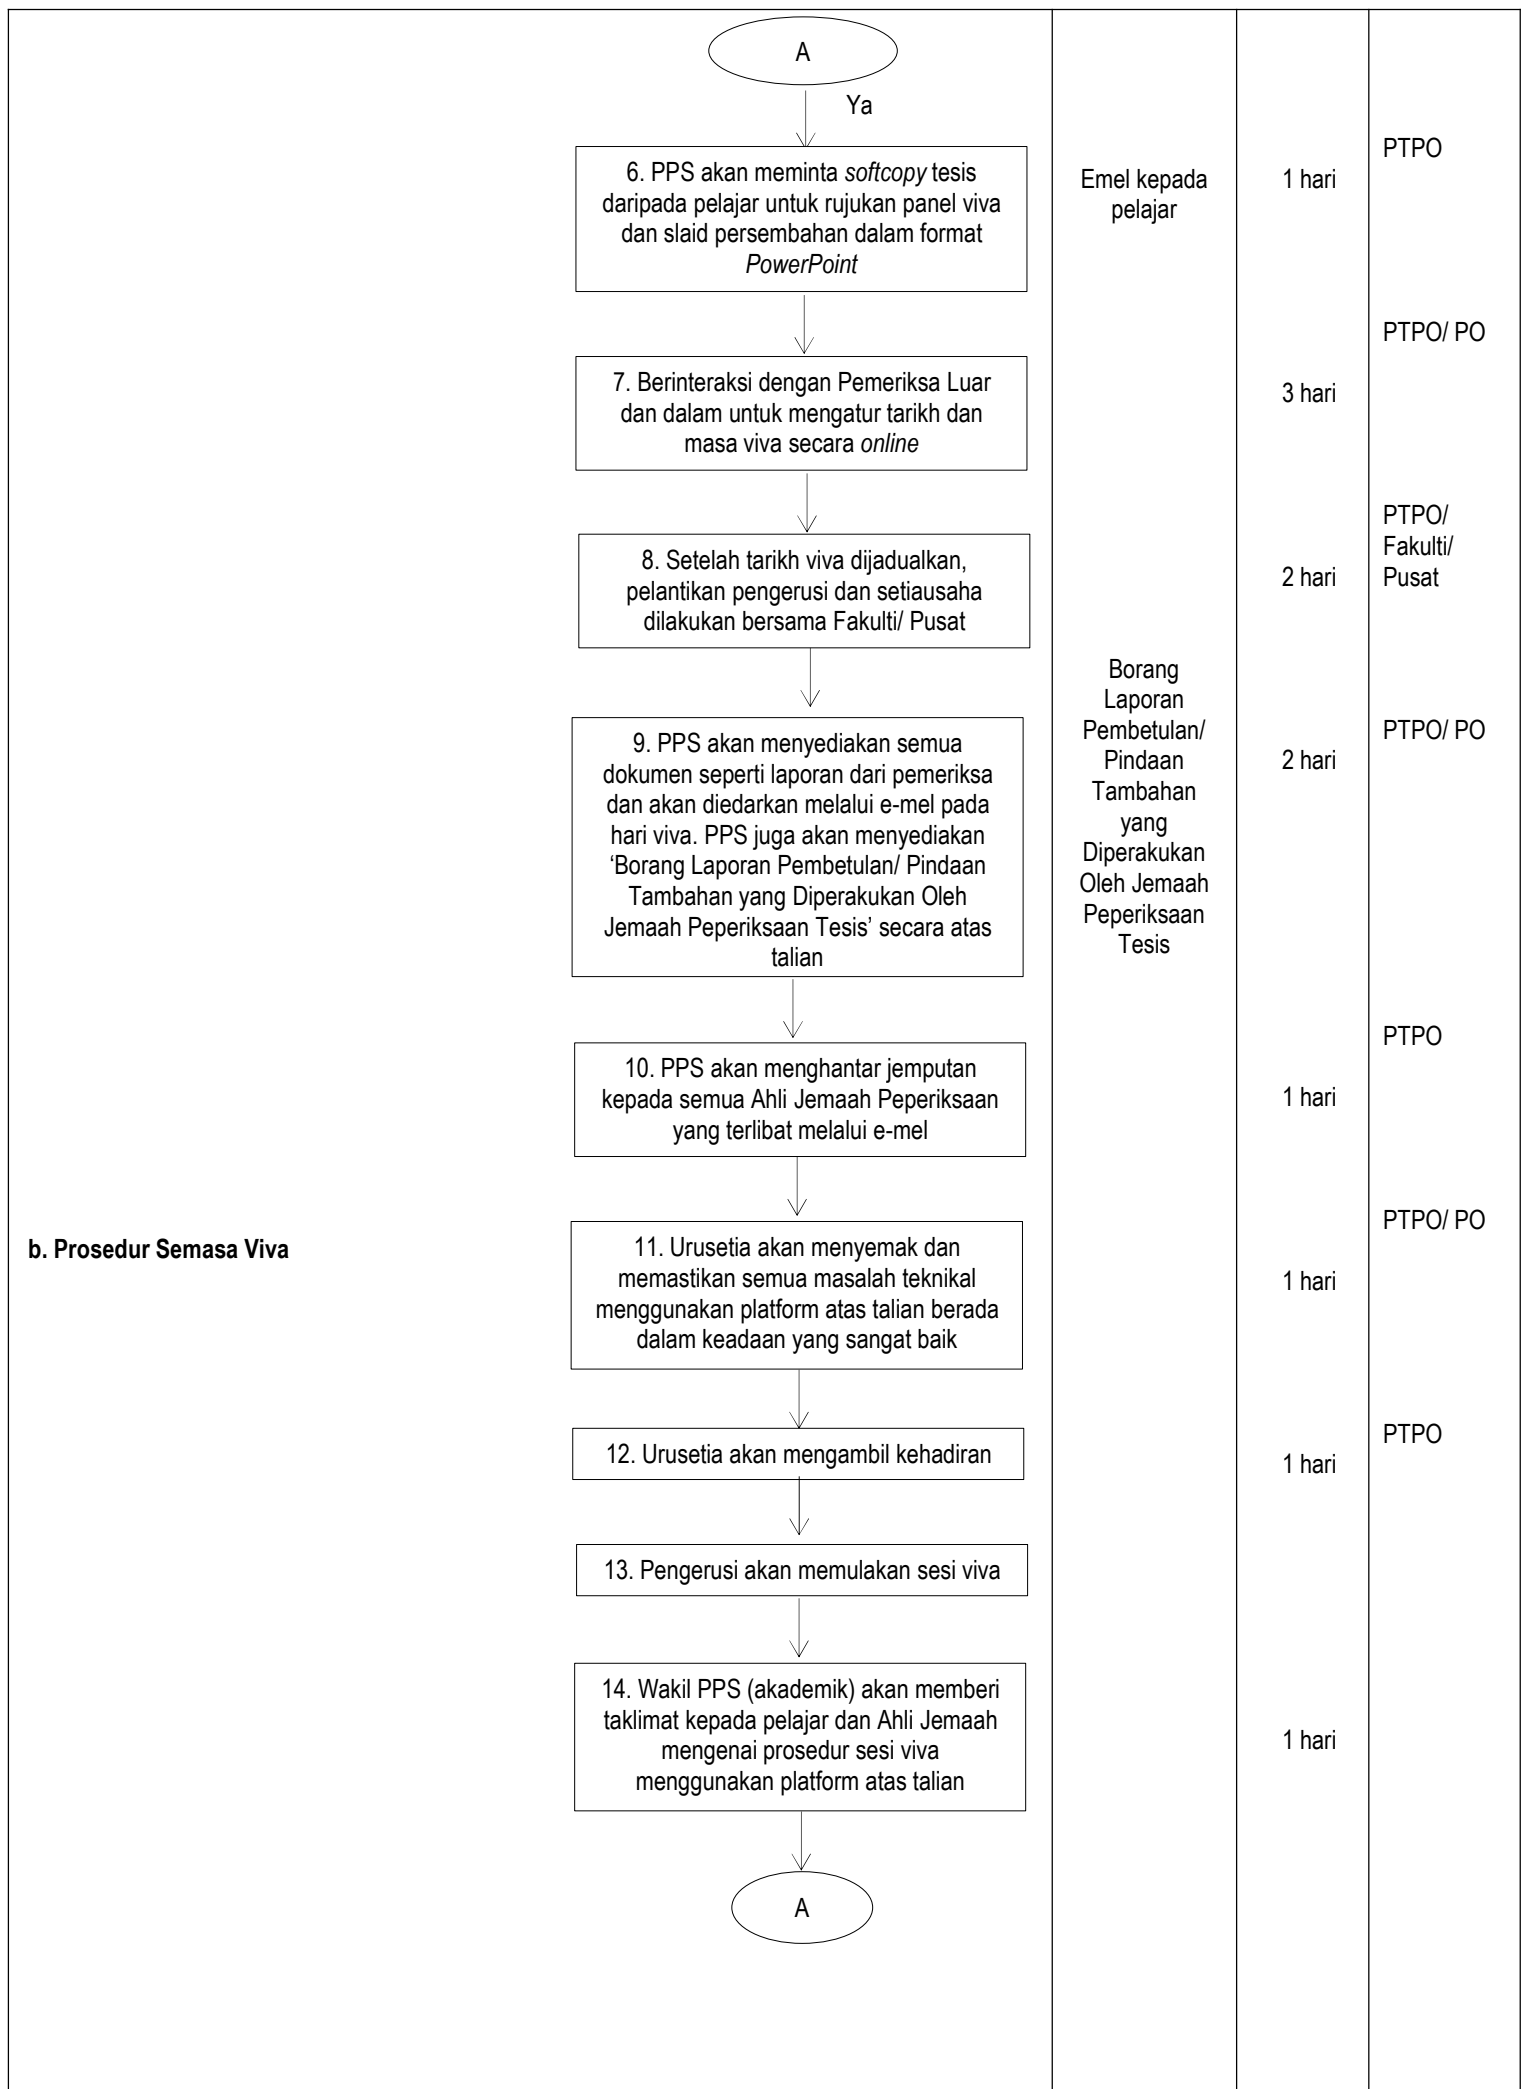 A
Ya
PTPO
6. PPS akan meminta softcopy tesis
daripada pelajar untuk rujukan panel viva
dan slaid persembahan dalam format
PowerPoint
Emel kepada
pelajar
1 hari
PTPO/ PO
7. Berinteraksi dengan Pemeriksa Luar
dan dalam untuk mengatur tarikh dan
masa viva secara online
3 hari
PTPO/
Fakulti/
Pusat
8. Setelah tarikh viva dijadualkan,
pelantikan pengerusi dan setiausaha
dilakukan bersama Fakulti/ Pusat
2 hari
9. PPS akan menyediakan semua
dokumen seperti laporan dari pemeriksa
dan akan diedarkan melalui e-mel pada
hari viva. PPS juga akan menyediakan
‘Borang Laporan Pembetulan/ Pindaan
Tambahan yang Diperakukan Oleh
Jemaah Peperiksaan Tesis’ secara atas
talian
Borang
Laporan
Pembetulan/
Pindaan
Tambahan
yang
Diperakukan
Oleh Jemaah
Peperiksaan
Tesis
2 hari
PTPO/ PO
PTPO
10. PPS akan menghantar jemputan
kepada semua Ahli Jemaah Peperiksaan
yang terlibat melalui e-mel
1 hari
PTPO/ PO
b. Prosedur Semasa Viva
11. Urusetia akan menyemak dan
memastikan semua masalah teknikal
menggunakan platform atas talian berada
dalam keadaan yang sangat baik
1 hari
PTPO
12. Urusetia akan mengambil kehadiran
1 hari
13. Pengerusi akan memulakan sesi viva
14. Wakil PPS (akademik) akan memberi
taklimat kepada pelajar dan Ahli Jemaah
mengenai prosedur sesi viva
menggunakan platform atas talian
1 hari
A